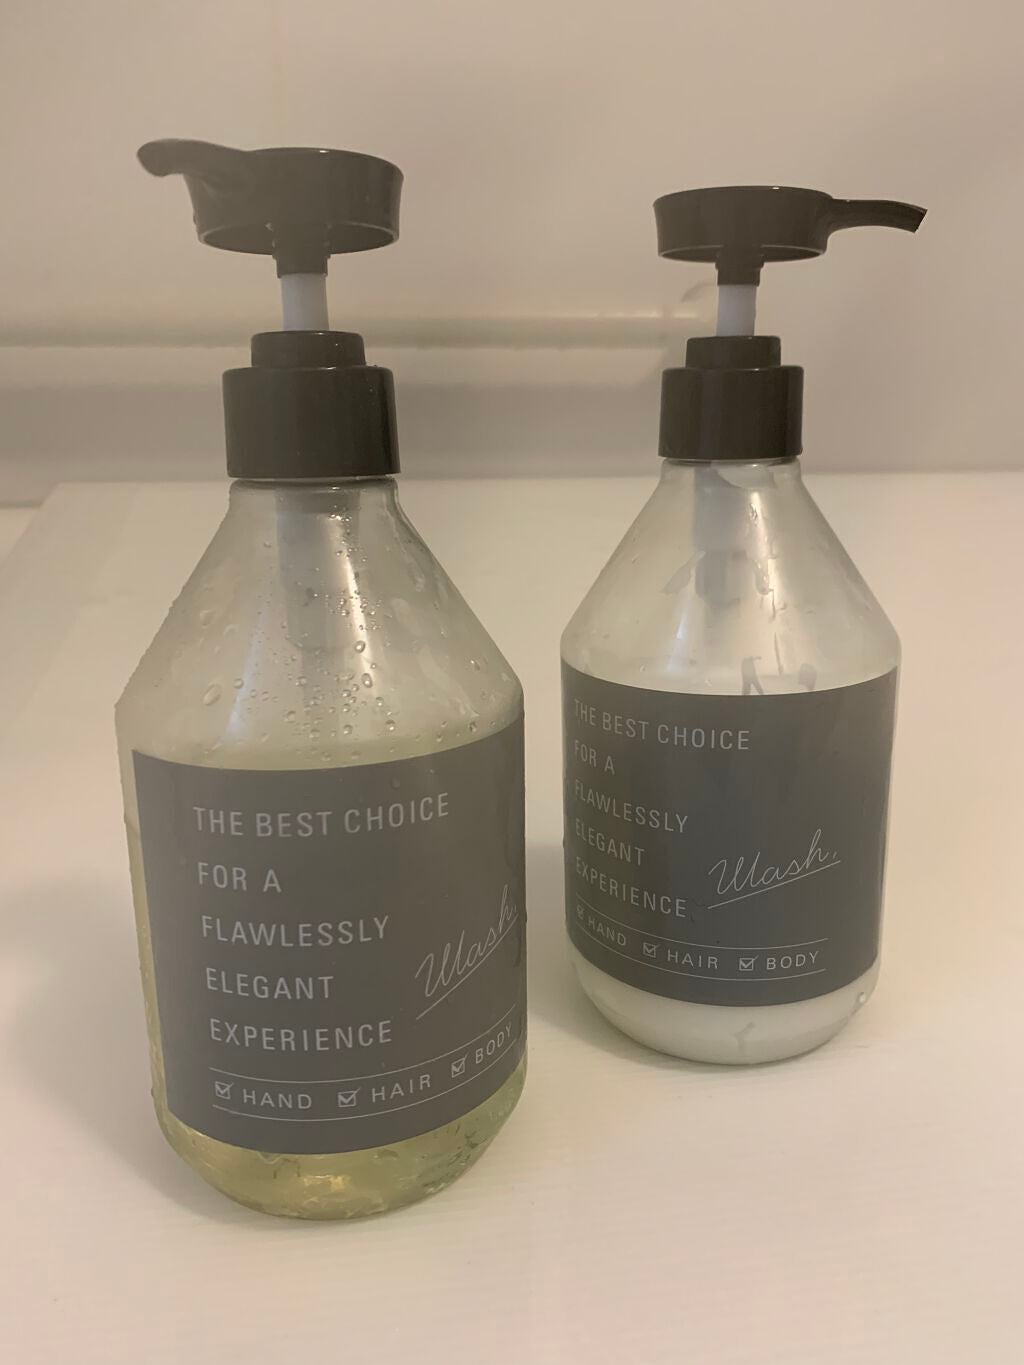 THE BEST CHOICE
FOR A
FLAWLESSLY
ELEGANT
EXPERIENCE
Wash.
☑ HAND ☑ HAIR ☑ BODY
THE BEST CHOICE
FOR A
FLAWLESSLY
ELEGANT
EXPERIENCE
Wash.
☑ HAND ☑ HAIR ☑ BODY